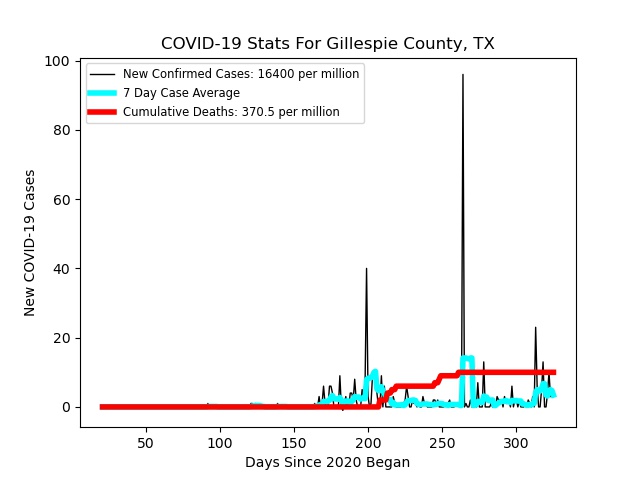 COVID-19 Stats For Gillespie County, TX
New Confirmed Cases: 16400 per million
7 Day Case Average
Cumulative Deaths: 370.5 per million
New COVID-19 Cases
100
80
60
40
20
0
50 100 150 200 250 300
Days Since 2020 Began